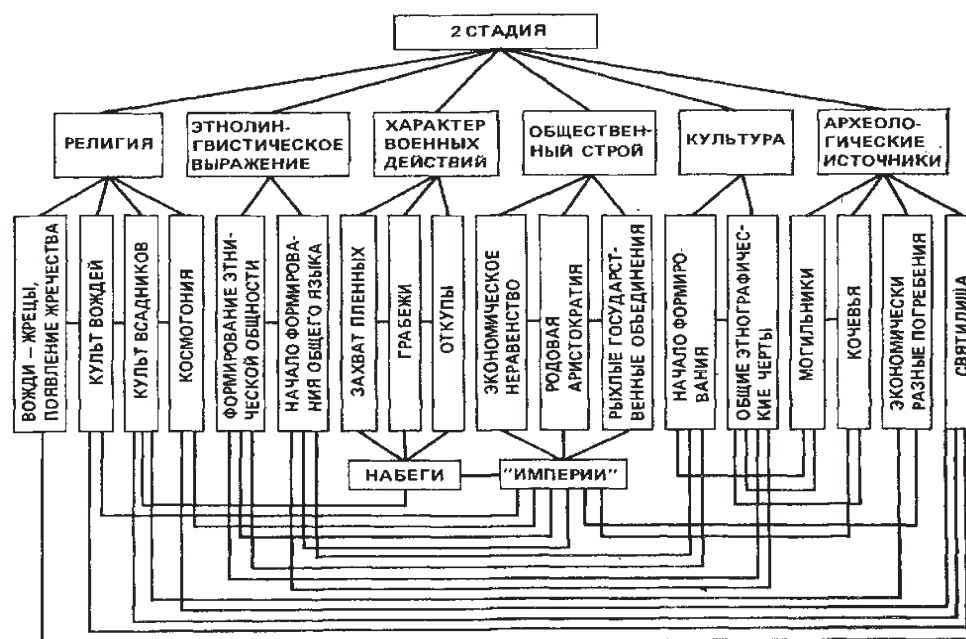 2 СТАДИЯ
РЕЛИГИЯ
ЭТНОЛИН-
ГВИСТИЧЕСКОЕ
ВЫРАЖЕНИЕ
ХАРАКТЕР
ВОЕННЫХ
ДЕЙСТВИЙ
ОБЩЕСТВЕН-
НЫЙ СТРОЙ
КУЛЬТУРА
АРХЕОЛО-
ГИЧЕСКИЕ
ИСТОЧНИКИ
ВОЖДИ – ЖРЕЦЫ,
ПОЯВЛЕНИЕ ЖРЕЧЕСТВА
КУЛЬТ ВОЖДЕЙ
КУЛЬТ ВСАДНИКОВ
КОСМОГОНИЯ
ФОРМИРОВАНИЕ ЭТНИ-
ЧЕСКОЙ ОБЩНОСТИ
НАЧАЛО ФОРМИРОВА-
НИЯ ОБЩЕГО ЯЗЫКА
ЗАХВАТ ПЛЕННЫХ
ГРАБЕЖИ
ОТКУПЫ
ЭКОНОМИЧЕСКОЕ
НЕРАВЕНСТВО
РОДОВАЯ
АРИСТОКРАТИЯ
РЫХЛЫЕ ГОСУДАРСТ-
ВЕННЫЕ ОБЪЕДИНЕНИЯ
НАЧАЛО ФОРМИРО-
ВАНИЯ
ОБЩИЕ ЭТНОГРАФИЧЕС-
КИЕ ЧЕРТЫ
МОГИЛЬНИКИ
КОЧЕВЬЯ
ЭКОНОМИЧЕСКИ
РАЗНЫЕ ПОГРЕБЕНИЯ
СВЯТИЛИЩА
НАБЕГИ
"ИМПЕРИИ"